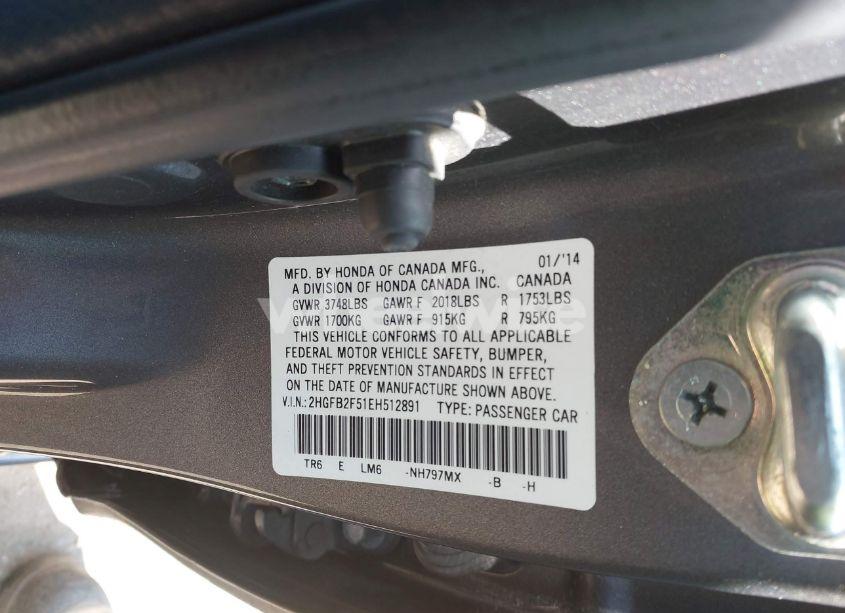 MFD. BY HONDA OF CANADA MFG., 01/'14
A DIVISION OF HONDA CANADA INC. CANADA
GVWR 3748LBS GAWR F 2018LBS R 1753LBS
GVWR 1700KG GAWR F 915KG R 795KG
THIS VEHICLE CONFORMS TO ALL APPLICABLE
FEDERAL MOTOR VEHICLE SAFETY, BUMPER,
AND THEFT PREVENTION STANDARDS IN EFFECT
ON THE DATE OF MANUFACTURE SHOWN ABOVE.
V.I.N.: 2HGFB2F51EH512891 TYPE: PASSENGER CAR
TR6 E LM6 -NH797MX -B -H